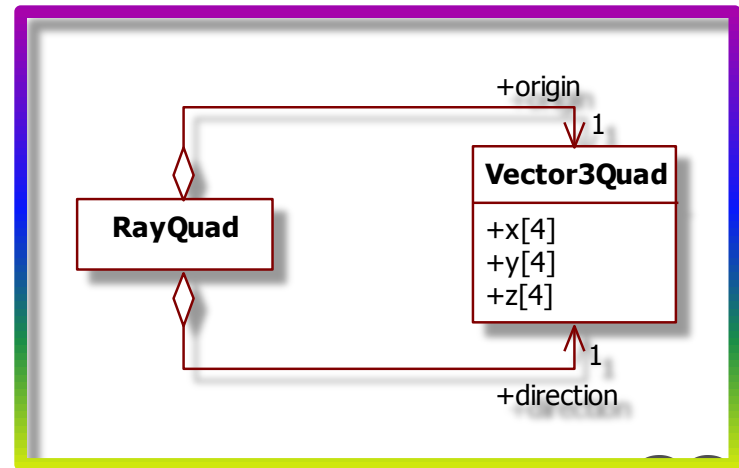 +origin
1
Vector3Quad
RayQuad
+x[4]
+y[4]
+z[4]
1
+direction